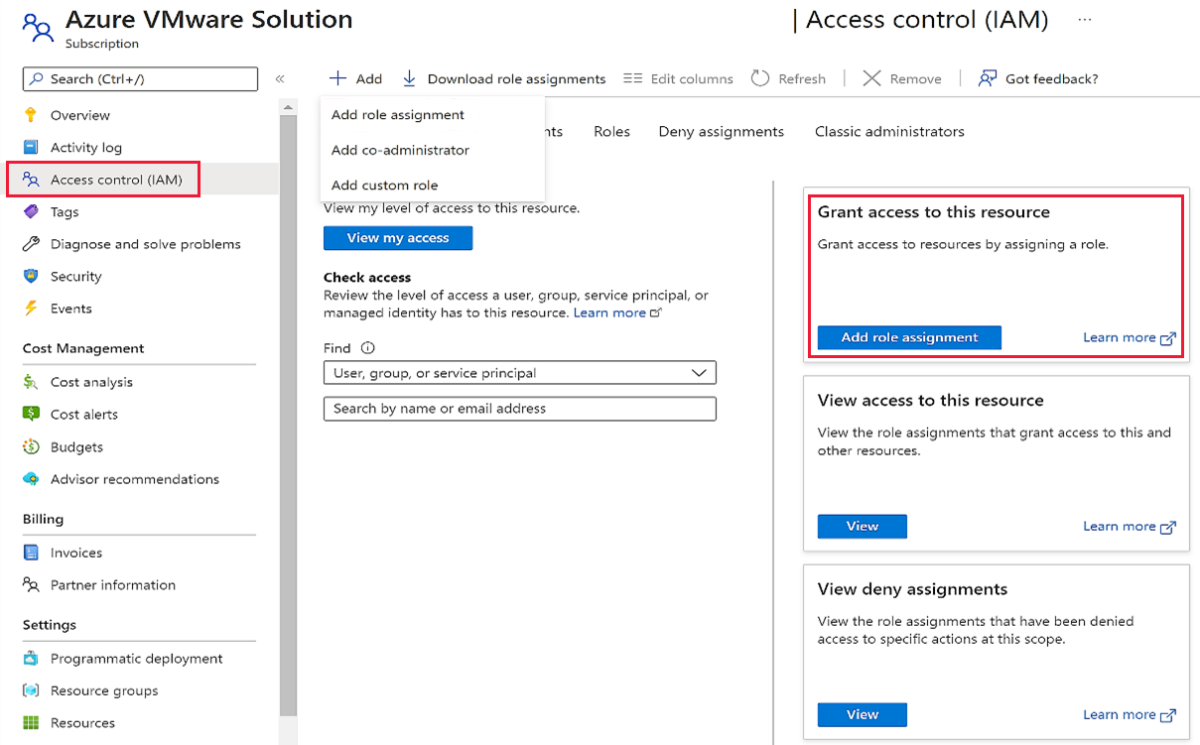 Azure VMware Solution
| Access control (IAM) ...
Subscription
Search (Ctrl+/)
«
Overview
Activity log
Access control (IAM)
Tags
Diagnose and solve problems
Security
Events
Cost Management
Cost analysis
Cost alerts
Budgets
Advisor recommendations
Billing
Invoices
Partner information
Settings
Programmatic deployment
Resource groups
Resources
+ Add
Download role assignments
Edit columns
Refresh
Remove
Got feedback?
Add role assignment
Add co-administrator
Add custom role
nts
Roles
Deny assignments
Classic administrators
View my level of access to this resource.
View my access
Check access
Review the level of access a user, group, service principal, or
managed identity has to this resource. Learn more
Find
User, group, or service principal
Search by name or email address
Grant access to this resource
Grant access to resources by assigning a role.
Add role assignment
Learn more
View access to this resource
View the role assignments that grant access to this and
other resources.
View
Learn more
View deny assignments
View the role assignments that have been denied
access to specific actions at this scope.
View
Learn more